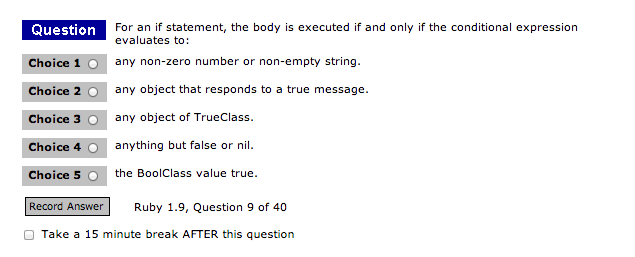 Question For an if statement, the body is executed if and only if the conditional expression
evaluates to:
Choice 1 any non-zero number or non-empty string.
Choice 2 any object that responds to a true message.
Choice 3 any object of TrueClass.
Choice 4 anything but false or nil.
Choice 5 the BoolClass value true.
Record Answer Ruby 1.9, Question 9 of 40
Take a 15 minute break AFTER this question